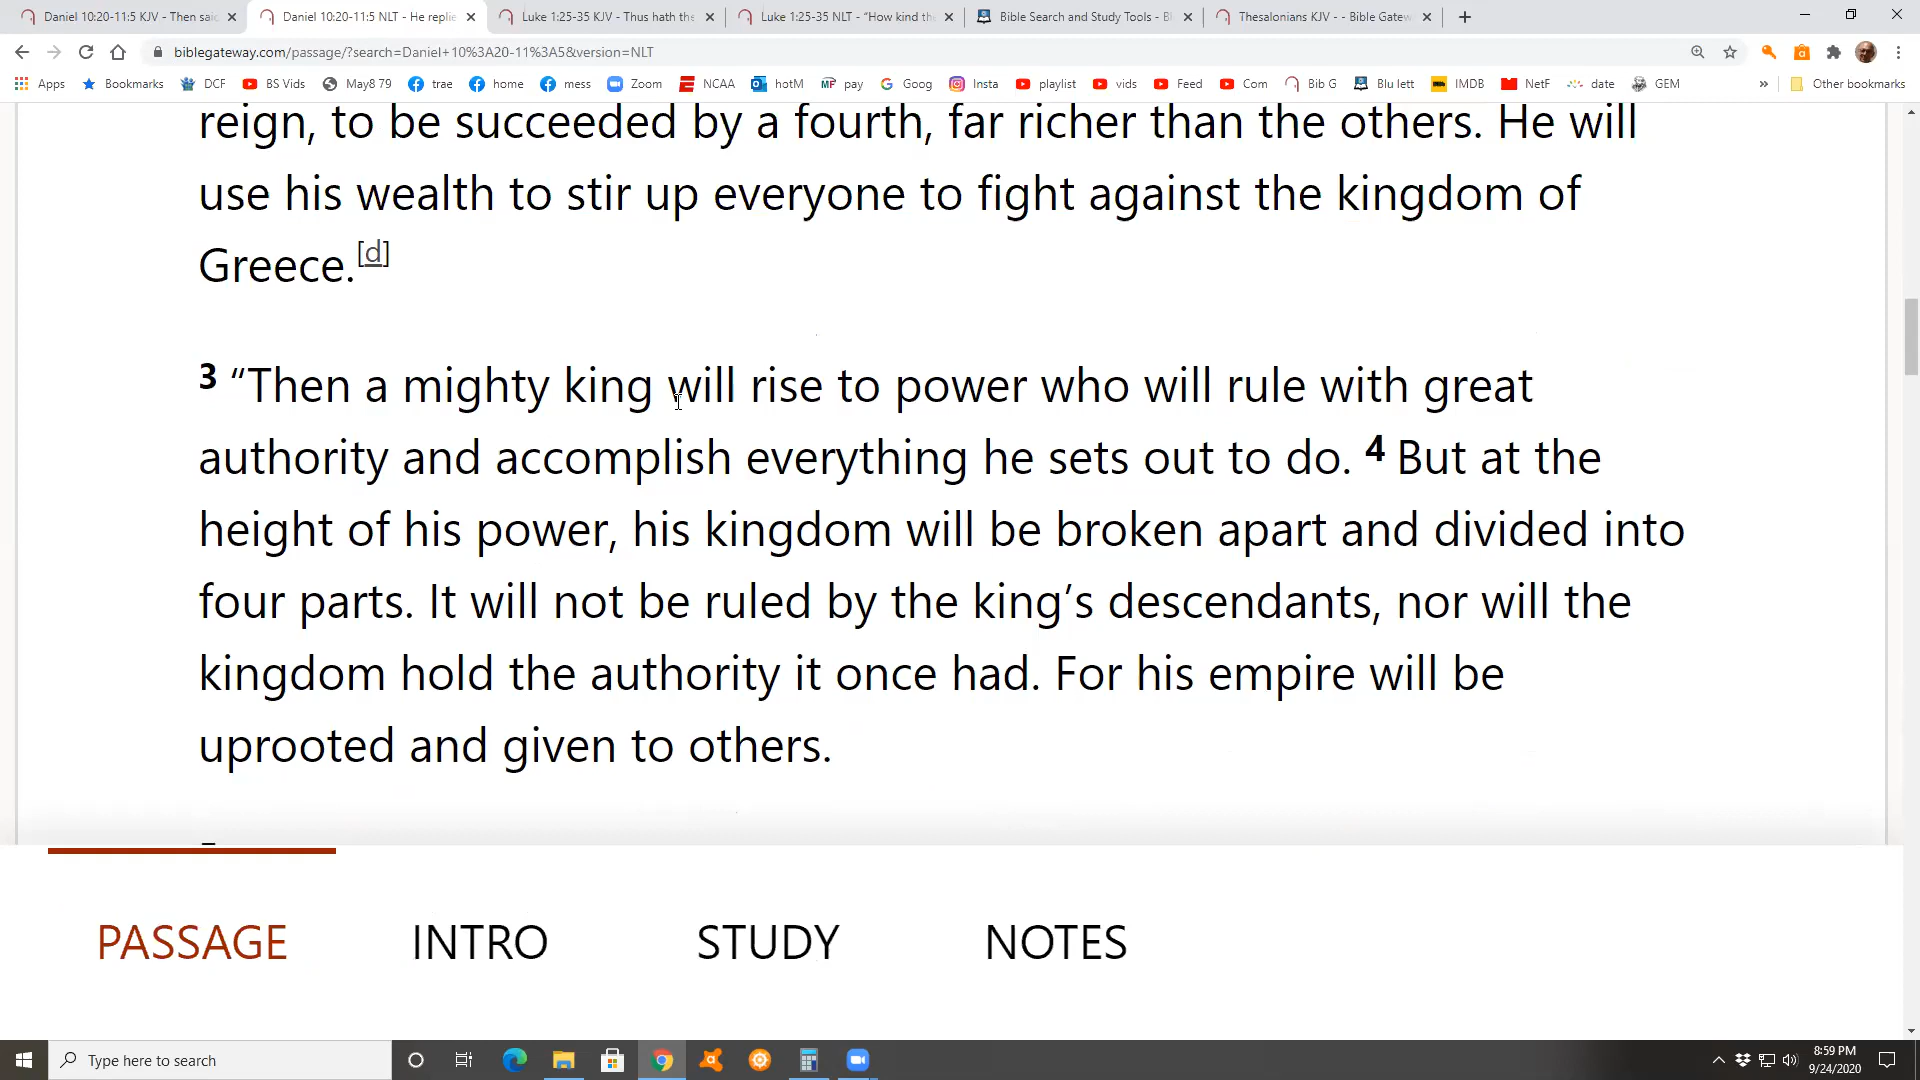 Daniel 10:20-11:5 KJV - Then said
Daniel 10:20-11:5 NLT - He replie
Luke 1:25-35 KJV - Thus hath the
Luke 1:25-35 NLT - “How kind the
Bible Search and Study Tools - Bl
Thesalonians KJV - - Bible Gatew
biblegateway.com/passage/?search=Daniel+10%3A20-11%3A5&version=NLT
Apps Bookmarks DCF BS Vids May8 79 trae home mess Zoom NCAA hotM pay Goog Insta playlist vids Feed Com Bib G Blu lett IMDB NetF date GEM » Other bookmarks
reign, to be succeeded by a fourth, far richer than the others. He will
use his wealth to stir up everyone to fight against the kingdom of
Greece.[d]
3 “Then a mighty king will rise to power who will rule with great
authority and accomplish everything he sets out to do. 4 But at the
height of his power, his kingdom will be broken apart and divided into
four parts. It will not be ruled by the king’s descendants, nor will the
kingdom hold the authority it once had. For his empire will be
uprooted and given to others.
PASSAGE INTRO STUDY NOTES
Type here to search
8:59 PM
9/24/2020